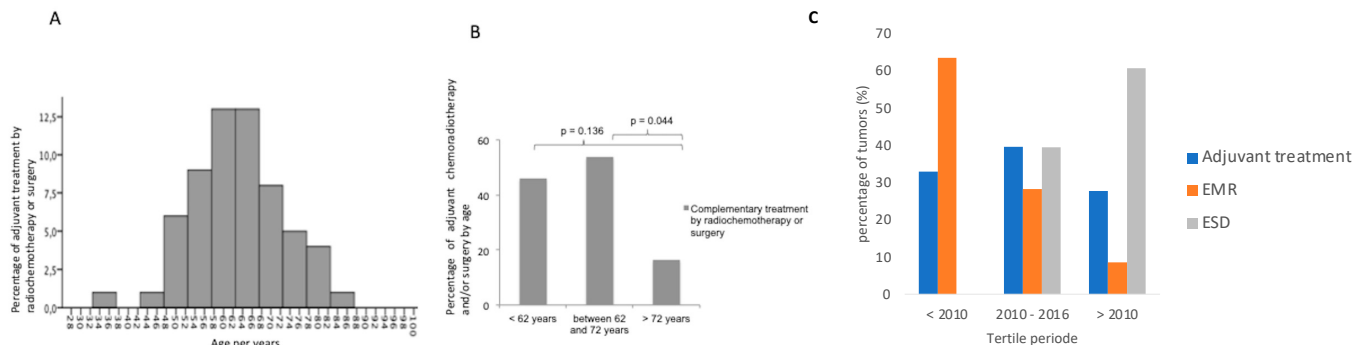 A
Percentage of adjuvant treatment by
radiochemotherapy or surgery
12,5
10,0
7,5
5,0
2,5
0,0
28 30 32 34 36 38 40 42 44 46 48 50 52 54 56 58 60 62 64 66 68 70 72 74 76 78 80 82 84 86 88 90 92 94 96 98 100
Age per years
B
Percentage of adjuvant chemoradiotherapy
and/or surgery by age
p = 0.136
p = 0.044
60
40
20
0
< 62 years
between 62
and 72 years
> 72 years
Complementary treatment
by radiochemotherapy or
surgery
C
percentage of tumors (%)
70
60
50
40
30
20
10
0
< 2010
2010 - 2016
> 2010
Tertile periode
Adjuvant treatment
EMR
ESD